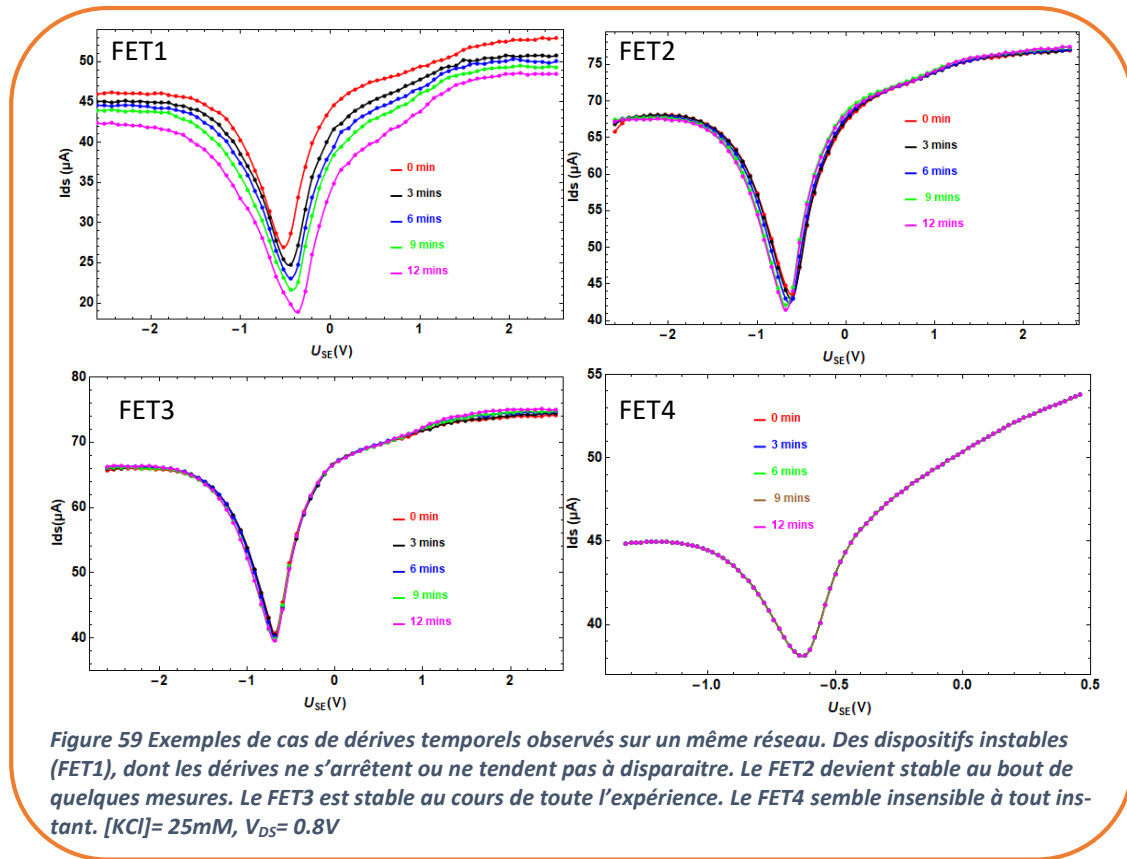 FET1
50
45
40
35
30
25
20
Ids (µA)
0 min
3 mins
6 mins
9 mins
12 mins
−2
−1
0
1
2
U_SE(V)
FET2
75
70
65
60
55
50
45
40
Ids (µA)
0 min
3 mins
6 mins
9 mins
12 mins
−2
−1
0
1
2
U_SE(V)
FET3
80
70
60
50
40
Ids(µA)
0 min
3 mins
6 mins
9 mins
12 mins
−2
−1
0
1
2
U_SE(V)
FET4
55
50
45
40
Ids (µA)
0 min
3 mins
6 mins
9 mins
12 mins
−1.0
−0.5
0.0
0.5
U_SE(V)
Figure 59 Exemples de cas de dérives temporels observés sur un même réseau. Des dispositifs instables
(FET1), dont les dérives ne s’arrêtent ou ne tendent pas à disparaitre. Le FET2 devient stable au bout de
quelques mesures. Le FET3 est stable au cours de toute l’expérience. Le FET4 semble insensible à tout ins-
tant. [KCl]= 25mM, V_DS= 0.8V